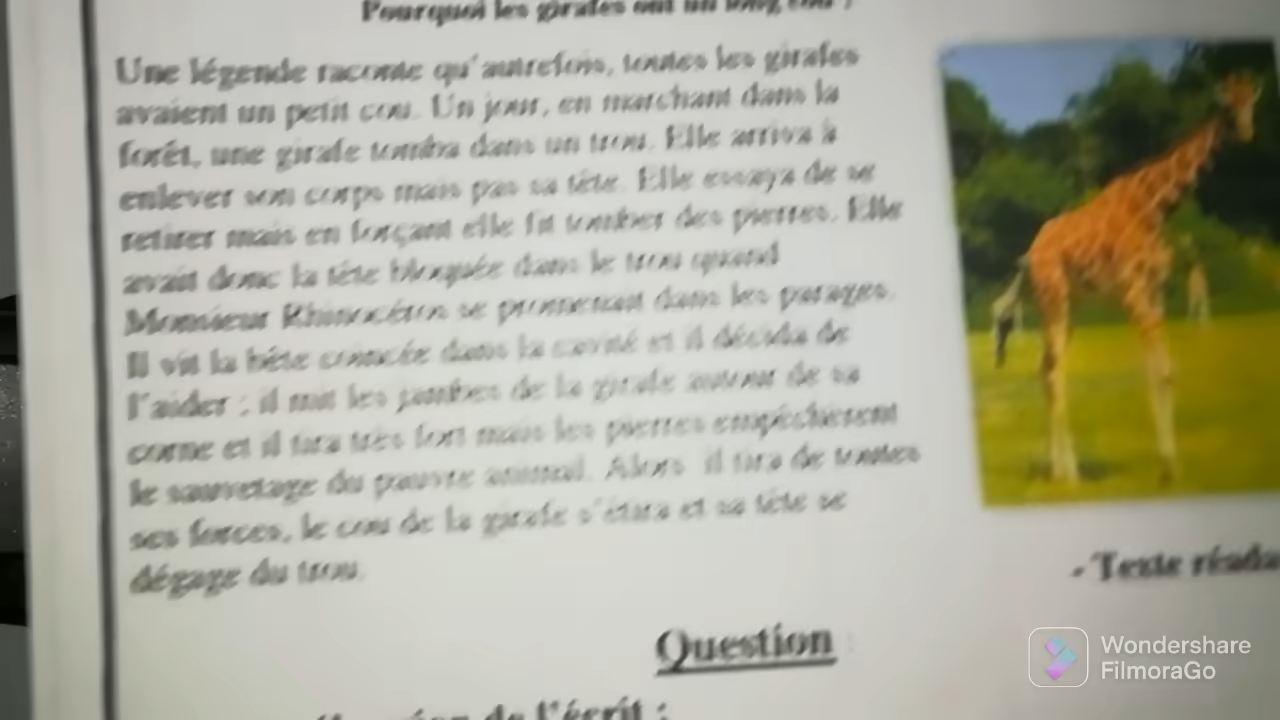 Pourquoi les girafes ont un long cou ?
Une légende raconte qu'autrefois, toutes les girafes
avaient un petit cou. Un jour, en marchant dans la
forêt, une girafe tomba dans un trou. Elle arriva à
enlever son corps mais pas sa tête. Elle essaya de se
retirer mais en forçant elle fit tomber des pierres. Elle
avait donc la tête bloquée dans le trou quand
Monsieur Rhinocéros se promenait dans les parages.
Il vit la bête coincée dans la cavité et il décida de
l'aider : il mit les jambes de la girafe autour de sa
corne et il tira très fort mais les pierres empêchèrent
le sauvetage du pauvre animal. Alors il tira de toutes
ses forces, le cou de la girafe s'étira et sa tête se
dégage du trou.
- Texte
Question
de l'écrit :
Wondershare
FilmoraGo